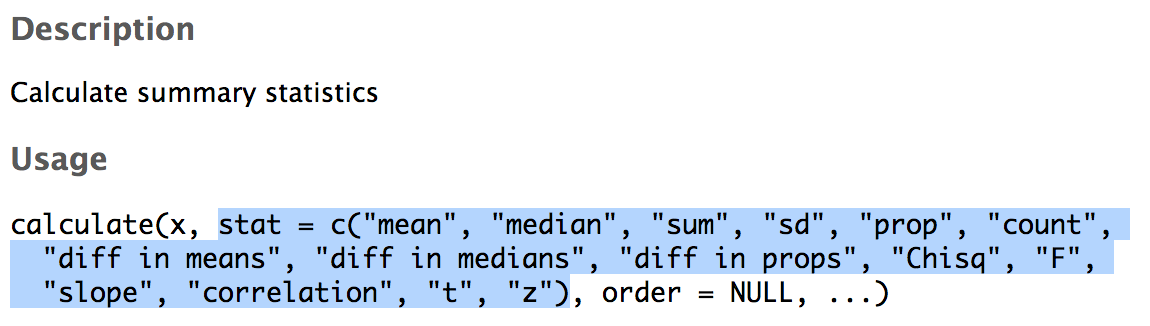 Description
Calculate summary statistics
Usage
calculate(x, stat = c("mean", "median", "sum", "sd", "prop", "count",
"diff in means", "diff in medians", "diff in props", "Chisq", "F",
"slope", "correlation", "t", "z"), order = NULL, ...)